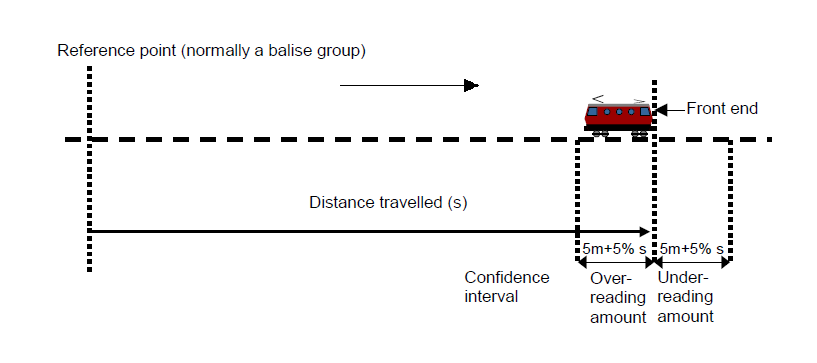 Reference point (normally a balise group)
Front end
Distance travelled (s)
5m+5% s
5m+5% s
Confidence
interval
Over-
reading
amount
Under-
reading
amount